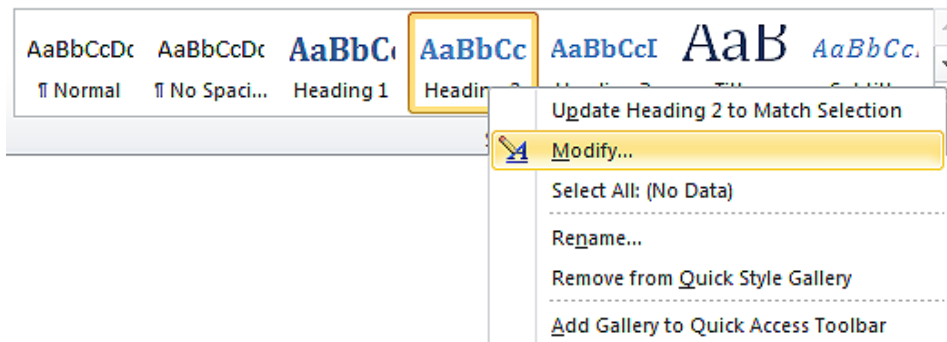 AaBbCcDc AaBbCcDc AaBbC AaBbCc AaBbCcI AaB AaBbCc.
¶ Normal ¶ No Spaci... Heading 1
Update Heading 2 to Match Selection
Modify...
Select All: (No Data)
Rename...
Remove from Quick Style Gallery
Add Gallery to Quick Access Toolbar